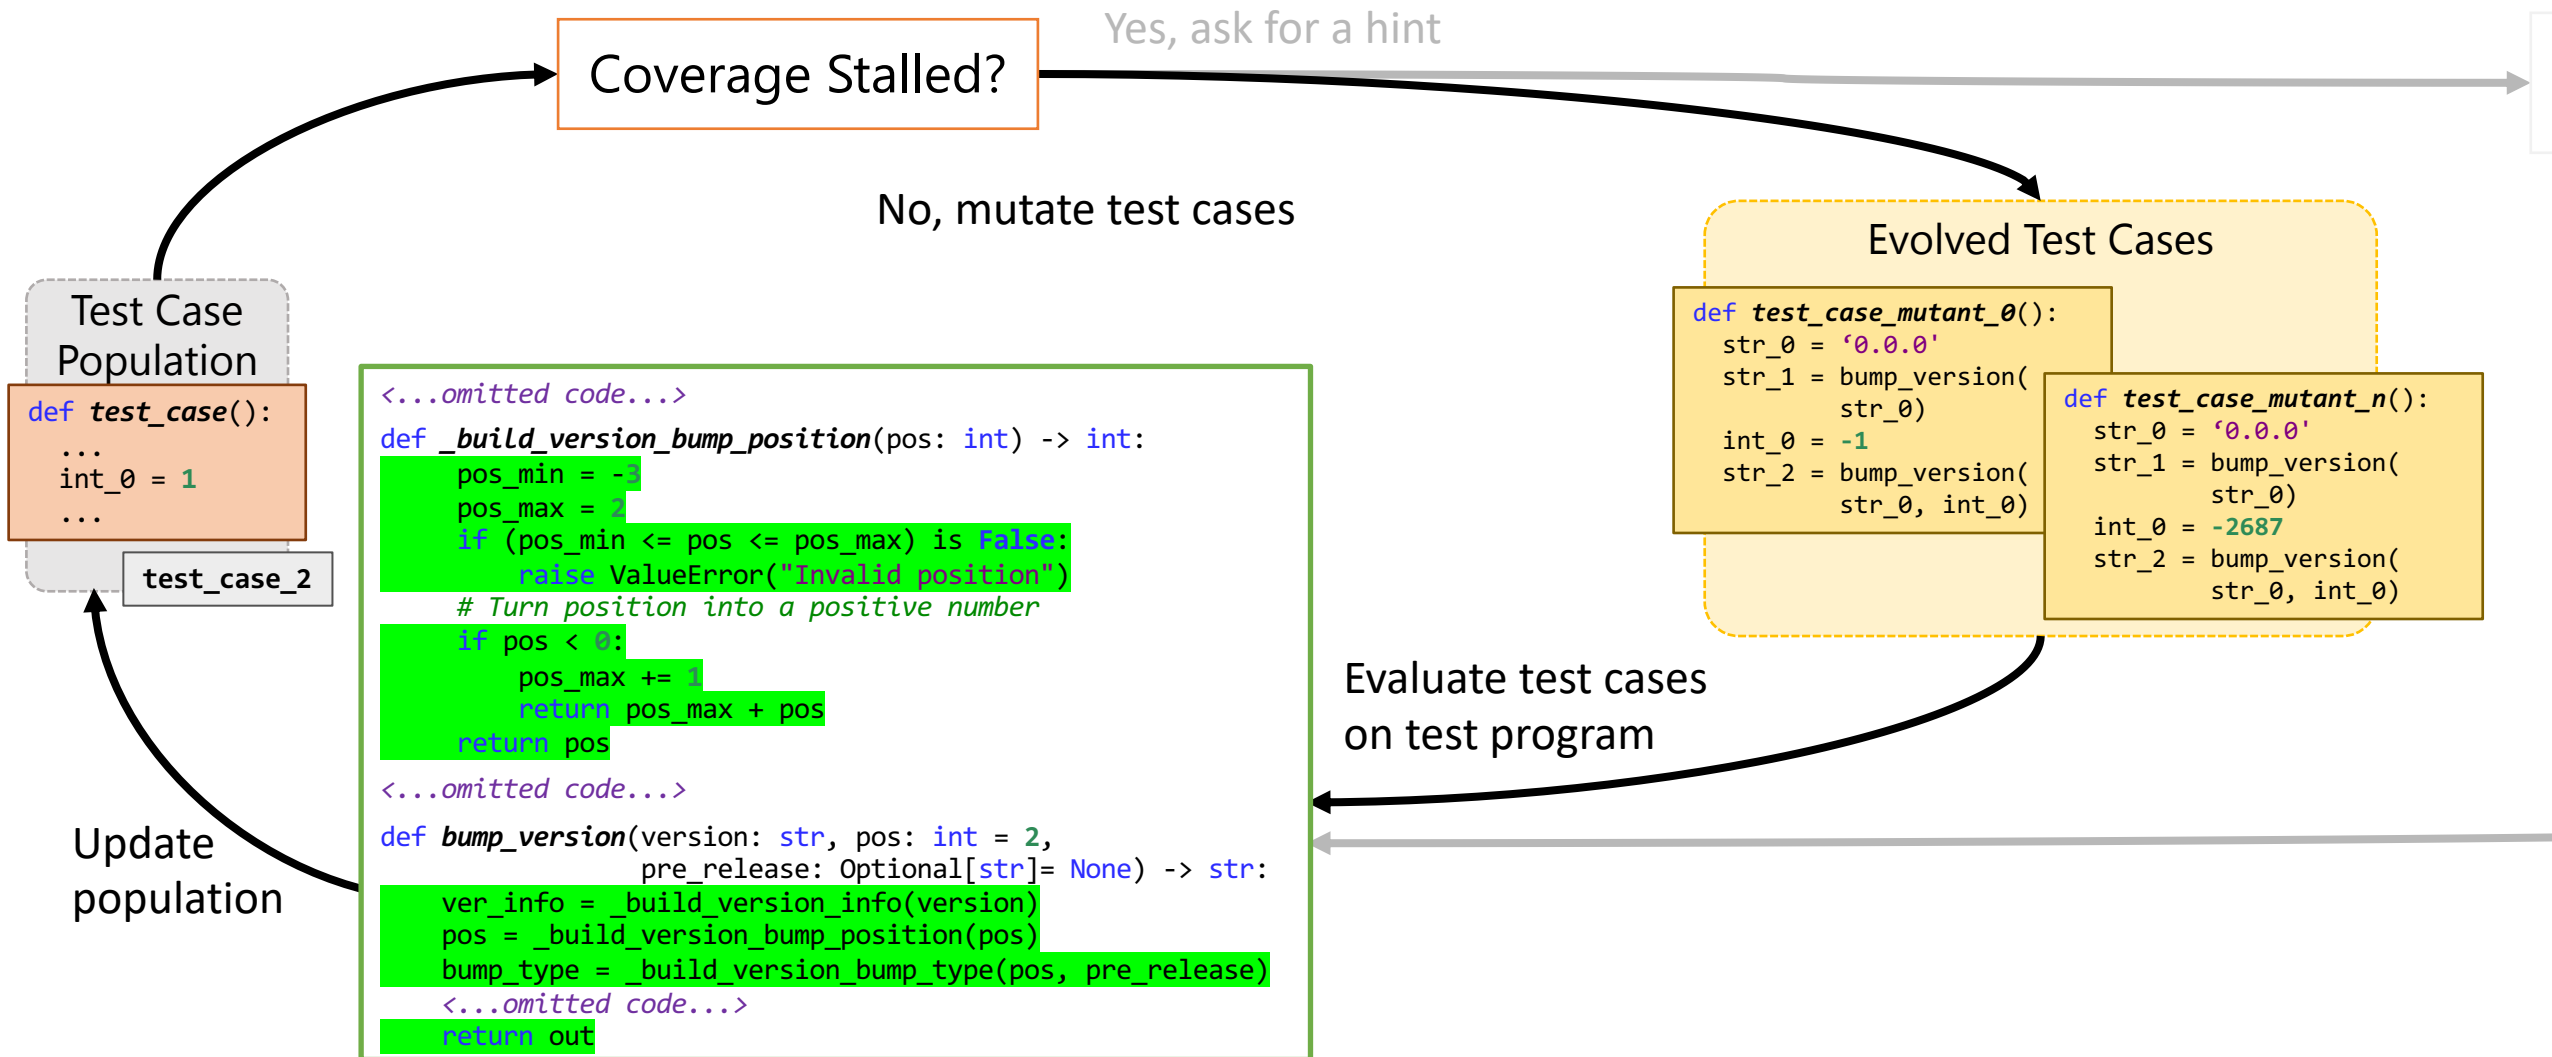 Yes, ask for a hint
Coverage Stalled?
No, mutate test cases
Evolved Test Cases
def test_case_mutant_0():
str_0 = ‘0.0.0'
str_1 = bump_version(
str_0)
int_0 = -1
str_2 = bump_version(
str_0, int_0)
def test_case_mutant_n():
str_0 = ‘0.0.0'
str_1 = bump_version(
str_0)
int_0 = -2687
str_2 = bump_version(
str_0, int_0)
Test Case
Population
def test_case():
...
int_0 = 1
...
test_case_2
<...omitted code...>
def _build_version_bump_position(pos: int) -> int:
pos_min = -3
pos_max = 2
if (pos_min <= pos <= pos_max) is False:
raise ValueError("Invalid position")
# Turn position into a positive number
if pos < 0:
pos_max += 1
return pos_max + pos
return pos
<...omitted code...>
def bump_version(version: str, pos: int = 2,
pre_release: Optional[str]= None) -> str:
ver_info = _build_version_info(version)
pos = _build_version_bump_position(pos)
bump_type = _build_version_bump_type(pos, pre_release)
<...omitted code...>
return out
Evaluate test cases
on test program
Update
population